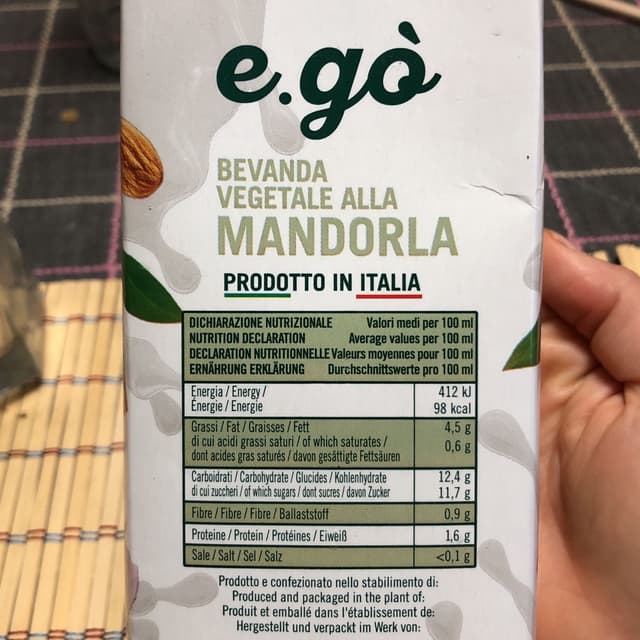 e.gò
BEVANDA
VEGETALE ALLA
MANDORLA
PRODOTTO IN ITALIA
DICHIARAZIONE NUTRIZIONALE Valori medi per 100 ml
NUTRITION DECLARATION Average values per 100 ml
DECLARATION NUTRITIONNELLE Valeurs moyennes pour 100 ml
ERNÄHRUNG ERKLÄRUNG Durchschnittswerte pro 100 ml
Energia / Energy / 412 kJ
Énergie / Energie 98 kcal
Grassi / Fat / Graisses / Fett 4,5 g
di cui acidi grassi saturi / of which saturates / 0,6 g
dont acides gras saturés / davon gesättigte Fettsäuren
Carboidrati / Carbohydrate / Glucides / Kohlenhydrate 12,4 g
di cui zuccheri / of which sugars / dont sucres / davon Zucker 11,7 g
Fibre / Fibre / Fibre / Ballaststoff 0,9 g
Proteine / Protein / Protéines / Eiweiß 1,6 g
Sale / Salt / Sel / Salz <0,1 g
Prodotto e confezionato nello stabilimento di:
Produced and packaged in the plant of:
Produit et emballé dans l'établissement de:
Hergestellt und verpackt im Werk von: